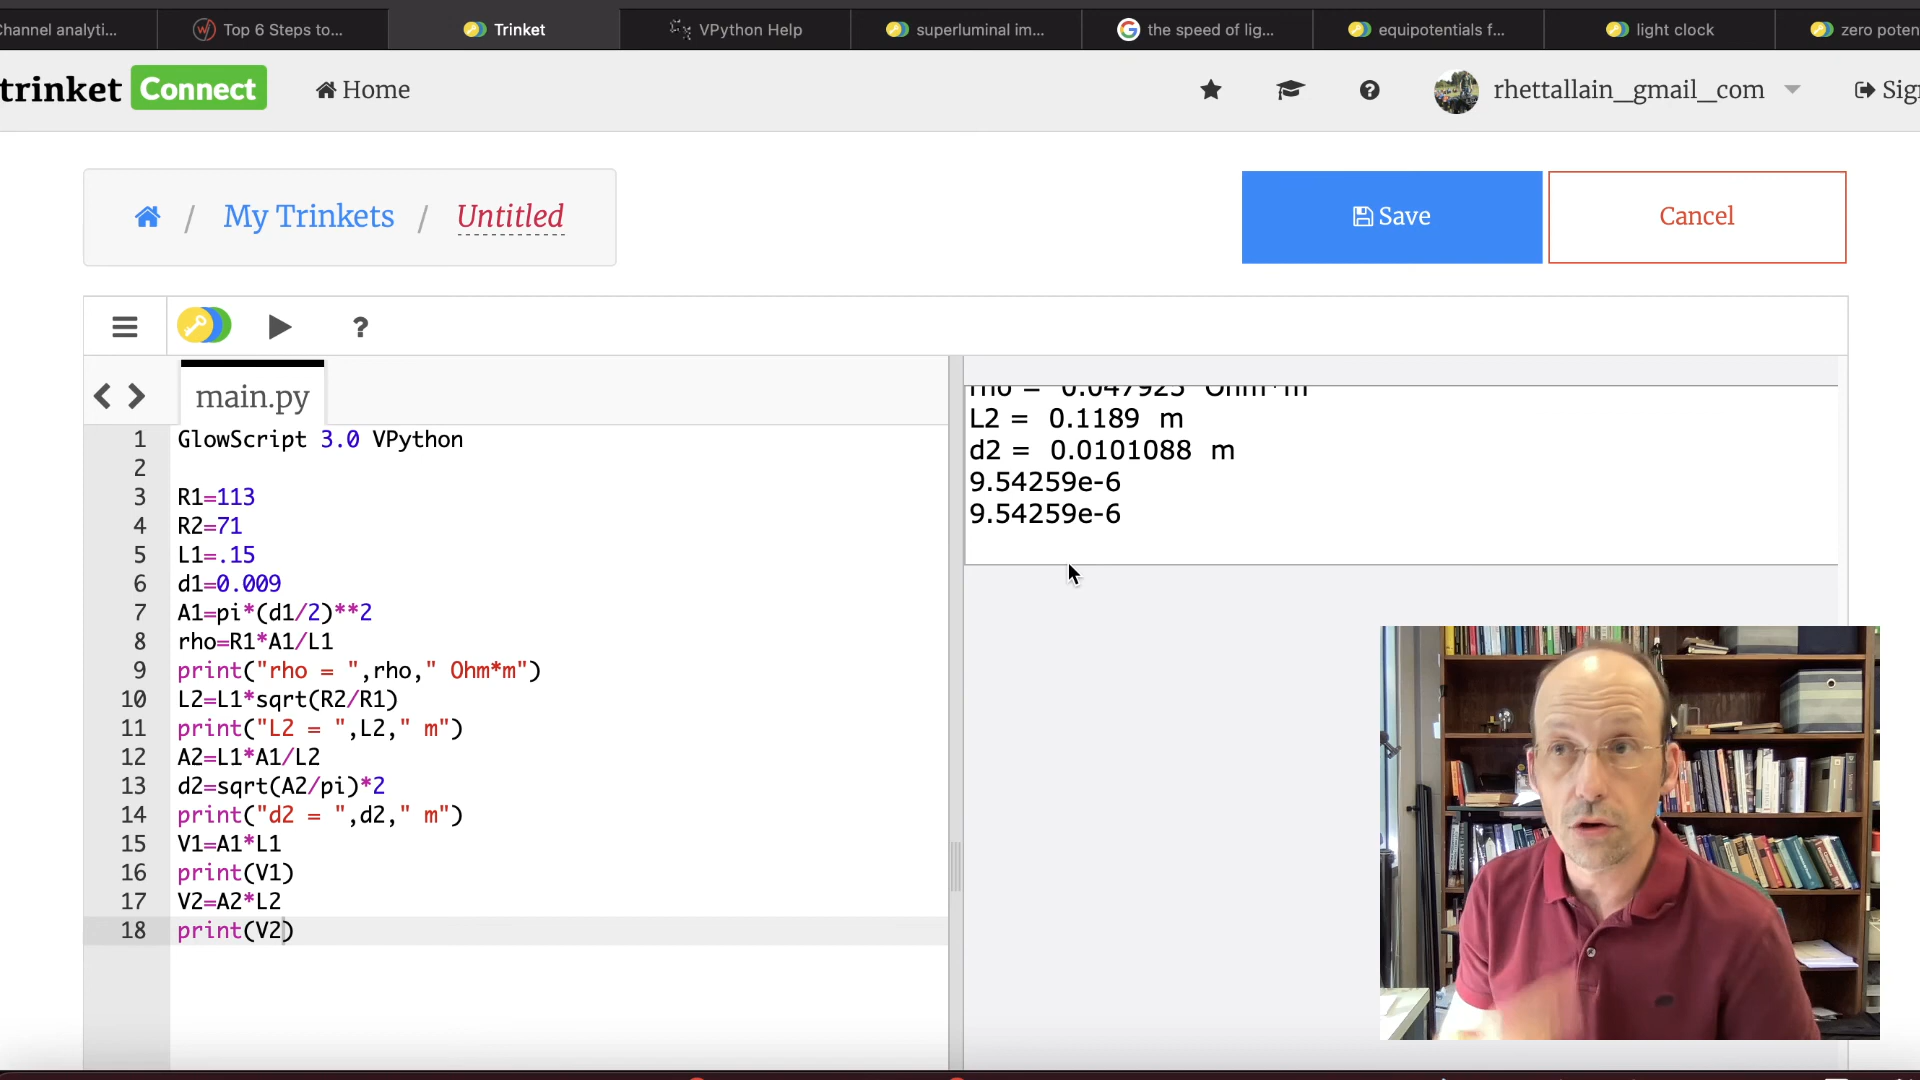 Channel analyti...
Top 6 Steps to...
Trinket
VPython Help
superluminal im...
the speed of lig...
equipotentials f...
light clock
zero poten
trinket Connect
Home
rhettallain_gmail_com
Sign
My Trinkets / Untitled
Save
Cancel
?
main.py
1 GlowScript 3.0 VPython
2
3 R1=113
4 R2=71
5 L1=.15
6 d1=0.009
7 A1=pi*(d1/2)**2
8 rho=R1*A1/L1
9 print("rho = ",rho," Ohm*m")
10 L2=L1*sqrt(R2/R1)
11 print("L2 = ",L2," m")
12 A2=L1*A1/L2
13 d2=sqrt(A2/pi)*2
14 print("d2 = ",d2," m")
15 V1=A1*L1
16 print(V1)
17 V2=A2*L2
18 print(V2)
rho = 0.047925 Ohm*m
L2 = 0.1189 m
d2 = 0.0101088 m
9.54259e-6
9.54259e-6